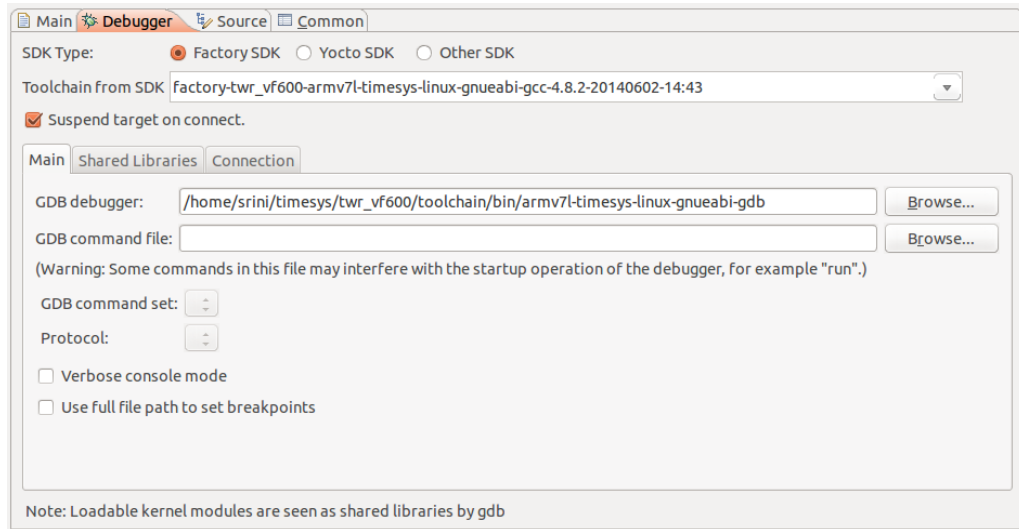 Main Debugger Source Common
SDK Type: Factory SDK Yocto SDK Other SDK
Toolchain from SDK factory-twr_vf600-armv7l-timesys-linux-gnueabi-gcc-4.8.2-20140602-14:43
Suspend target on connect.
Main Shared Libraries Connection
GDB debugger: /home/srini/timesys/twr_vf600/toolchain/bin/armv7l-timesys-linux-gnueabi-gdb Browse...
GDB command file: Browse...
(Warning: Some commands in this file may interfere with the startup operation of the debugger, for example "run".)
GDB command set:
Protocol:
Verbose console mode
Use full file path to set breakpoints
Note: Loadable kernel modules are seen as shared libraries by gdb